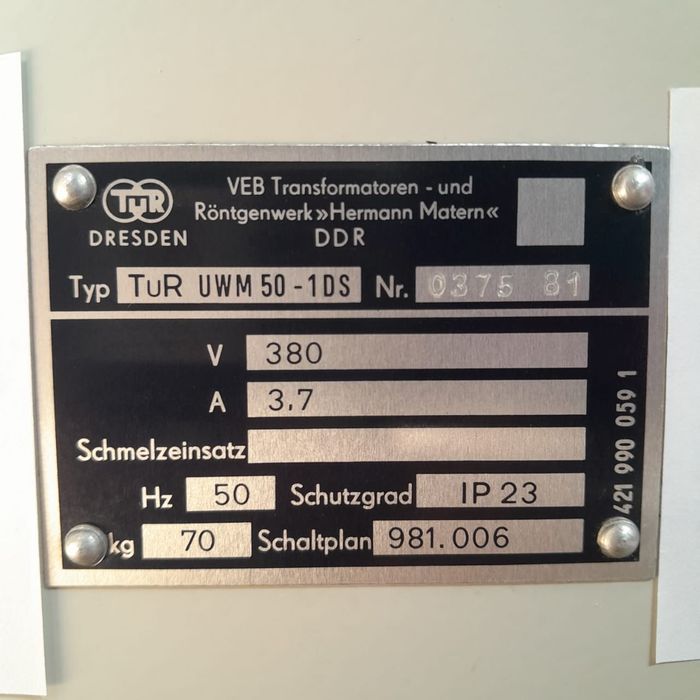 TUR
DRESDEN
VEB Transformatoren - und
Röntgenwerk »Hermann Matern«
DDR
Typ TUR UWM 50 - 1DS Nr. 0375 81
V 380
A 3,7
Schmelzeinsatz
Hz 50 Schutzgrad IP 23
kg 70 Schaltplan 981.006
421 990 059 1